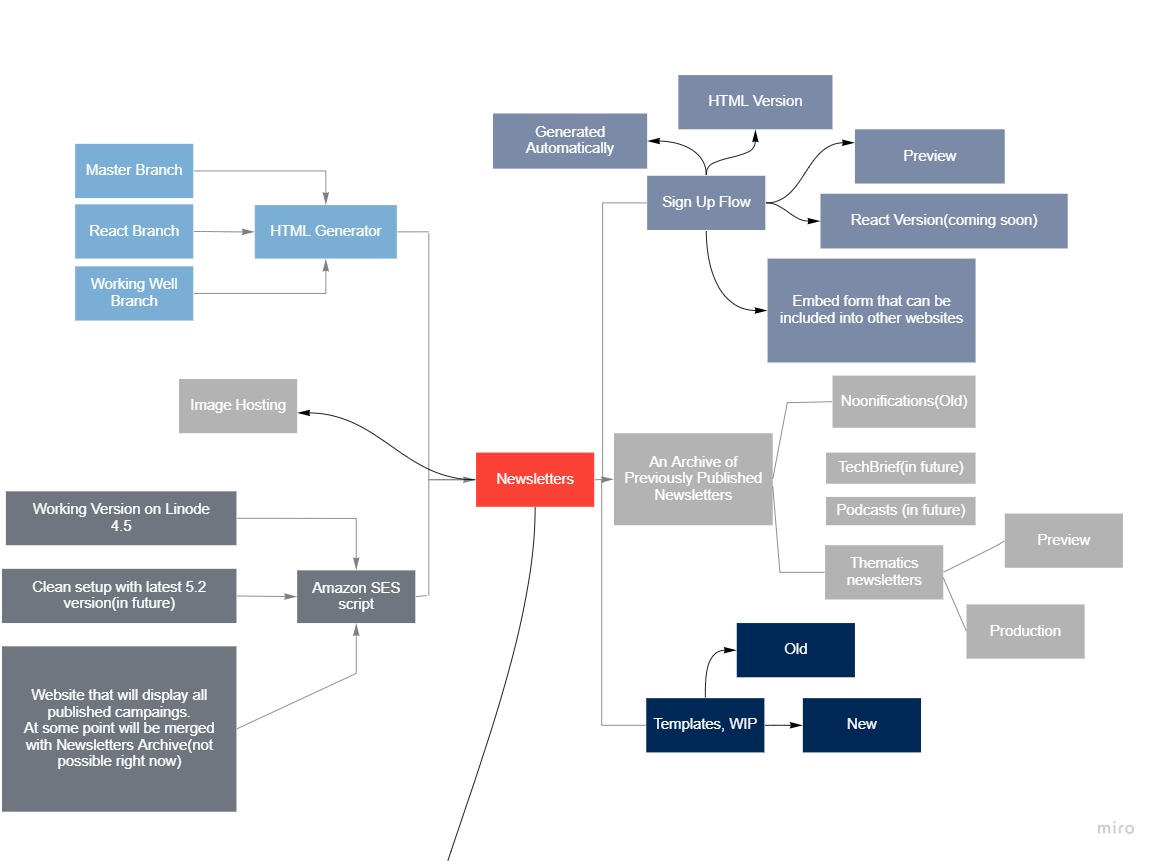 HTML Version
Generated
Automatically
Preview
Master Branch
Sign Up Flow
React Version(coming soon)
React Branch
HTML Generator
Working Well
Branch
Embed form that can be
included into other websites
Image Hosting
Noonifications(Old)
An Archive of
Previously Published
Newsletters
TechBrief(in future)
Newsletters
Podcasts (in future)
Working Version on Linode
4.5
Preview
Thematics
newsletters
Clean setup with latest 5.2
version(in future)
Amazon SES
script
Production
Old
Website that will display all
published campaings.
At some point will be merged
with Newsletters Archive(not
possible right now)
Templates, WIP
New
miro